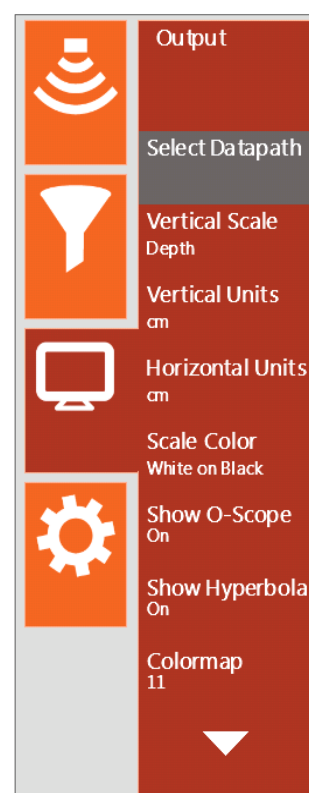 Output
Select Datapath
Vertical Scale
Depth
Vertical Units
cm
Horizontal Units
cm
Scale Color
White on Black
Show O-Scope
On
Show Hyperbola
On
Colormap
11